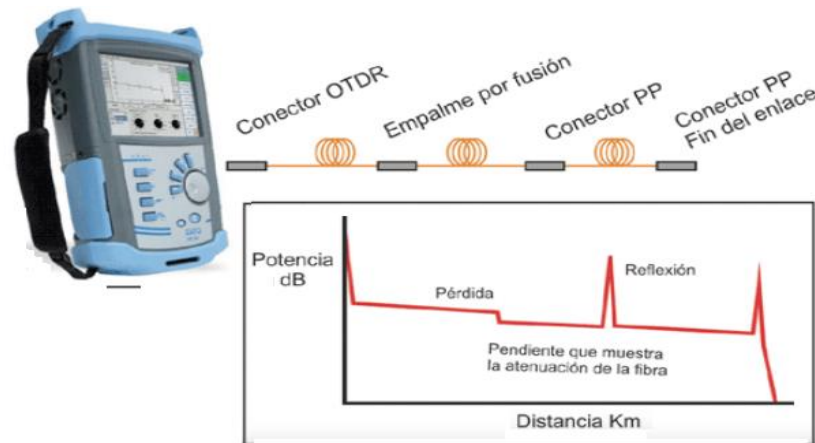 Conector OTDR
Empalme por fusión
Conector PP
Conector PP
Fin del enlace
Potencia
dB
Pérdida
Reflexión
Pendiente que muestra
la atenuación de la fibra
Distancia Km